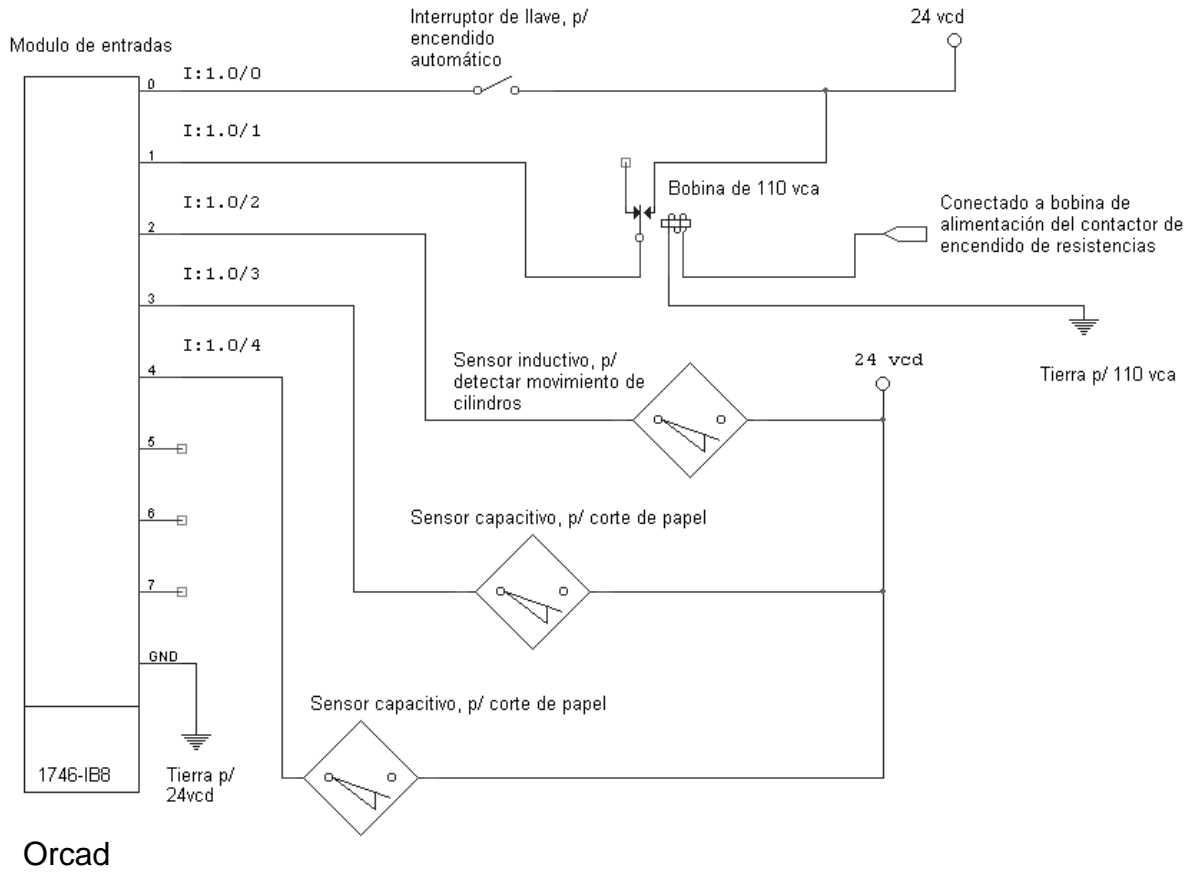 Interruptor de llave, p/
encendido
automático
24 vcd
Modulo de entradas
0
I:1.0/0
I:1.0/1
1
Bobina de 110 vca
I:1.0/2
2
Conectado a bobina de
alimentación del contactor de
encendido de resistencias
I:1.0/3
3
I:1.0/4
4
Sensor inductivo, p/
detectar movimiento de
cilindros
24 vcd
Tierra p/ 110 vca
5
6
Sensor capacitivo, p/ corte de papel
7
GND
Sensor capacitivo, p/ corte de papel
1746-IB8
Tierra p/
24vcd
Orcad